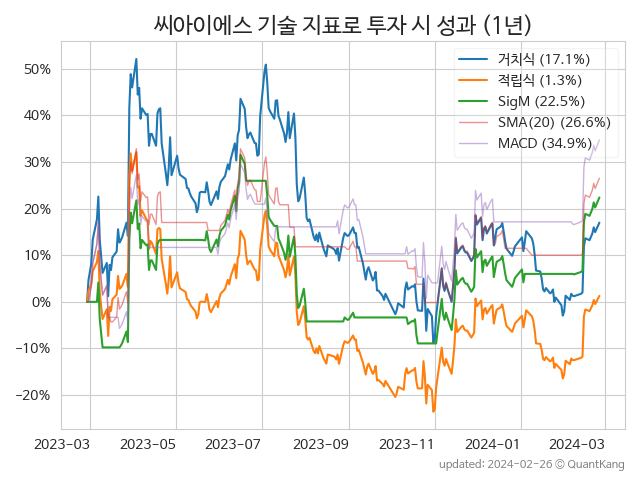 씨아이에스 기술 지표로 투자 시 성과 (1년)
거치식 (17.1%)
적립식 (1.3%)
SigM (22.5%)
SMA(20) (26.6%)
MACD (34.9%)
50%
40%
30%
20%
10%
0%
−10%
−20%
2023-03
2023-05
2023-07
2023-09
2023-11
2024-01
2024-03
updated: 2024-02-26 © QuantKang